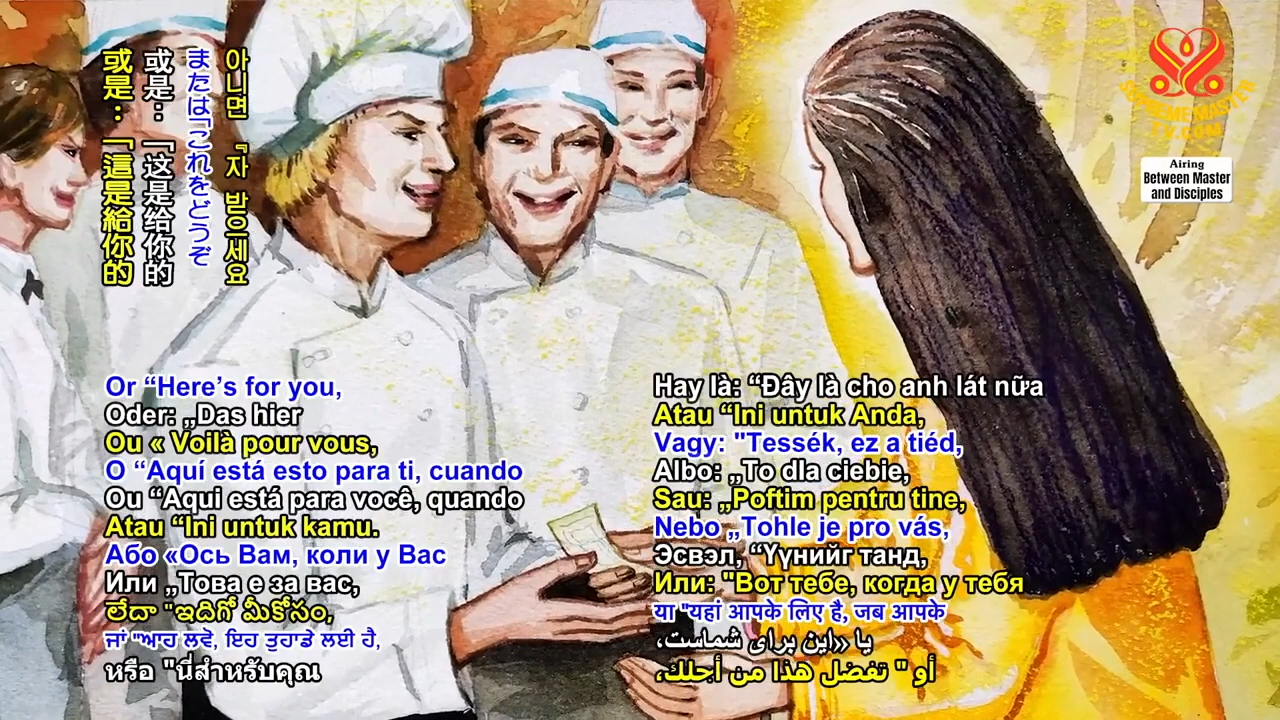 아니면 『자 받으세요
または「これをどうぞ
或是：「这是给你的
或是：「這是給你的
SUPREME MASTER
TV.COM
Airing
Between Master
and Disciples
Or “Here’s for you,
Oder: „Das hier
Ou « Voilà pour vous,
O “Aquí está esto para ti, cuando
Ou “Aqui está para você, quando
Atau “Ini untuk kamu.
Або «Ось Вам, коли у Вас
Или „Това е за вас,
లేదా "ఇదిగో మీకోసం,
ਜਾਂ "ਆਹ ਲਵੋ, ਇਹ ਤੁਹਾਡੇ ਲਈ ਹੈ,
หรือ "นี่สำหรับคุณ
Hay là: “Đây là cho anh lát nữa
Atau “Ini untuk Anda,
Vagy: "Tessék, ez a tiéd,
Albo: „To dla ciebie,
Sau: „Poftim pentru tine,
Nebo „Tohle je pro vás,
Эсвэл, “Үүнийг танд,
Или: "Вот тебе, когда у тебя
या "यहां आपके लिए है, जब आपके
یا «این برای شماست،
أو " تفضل هذا من أجلك،